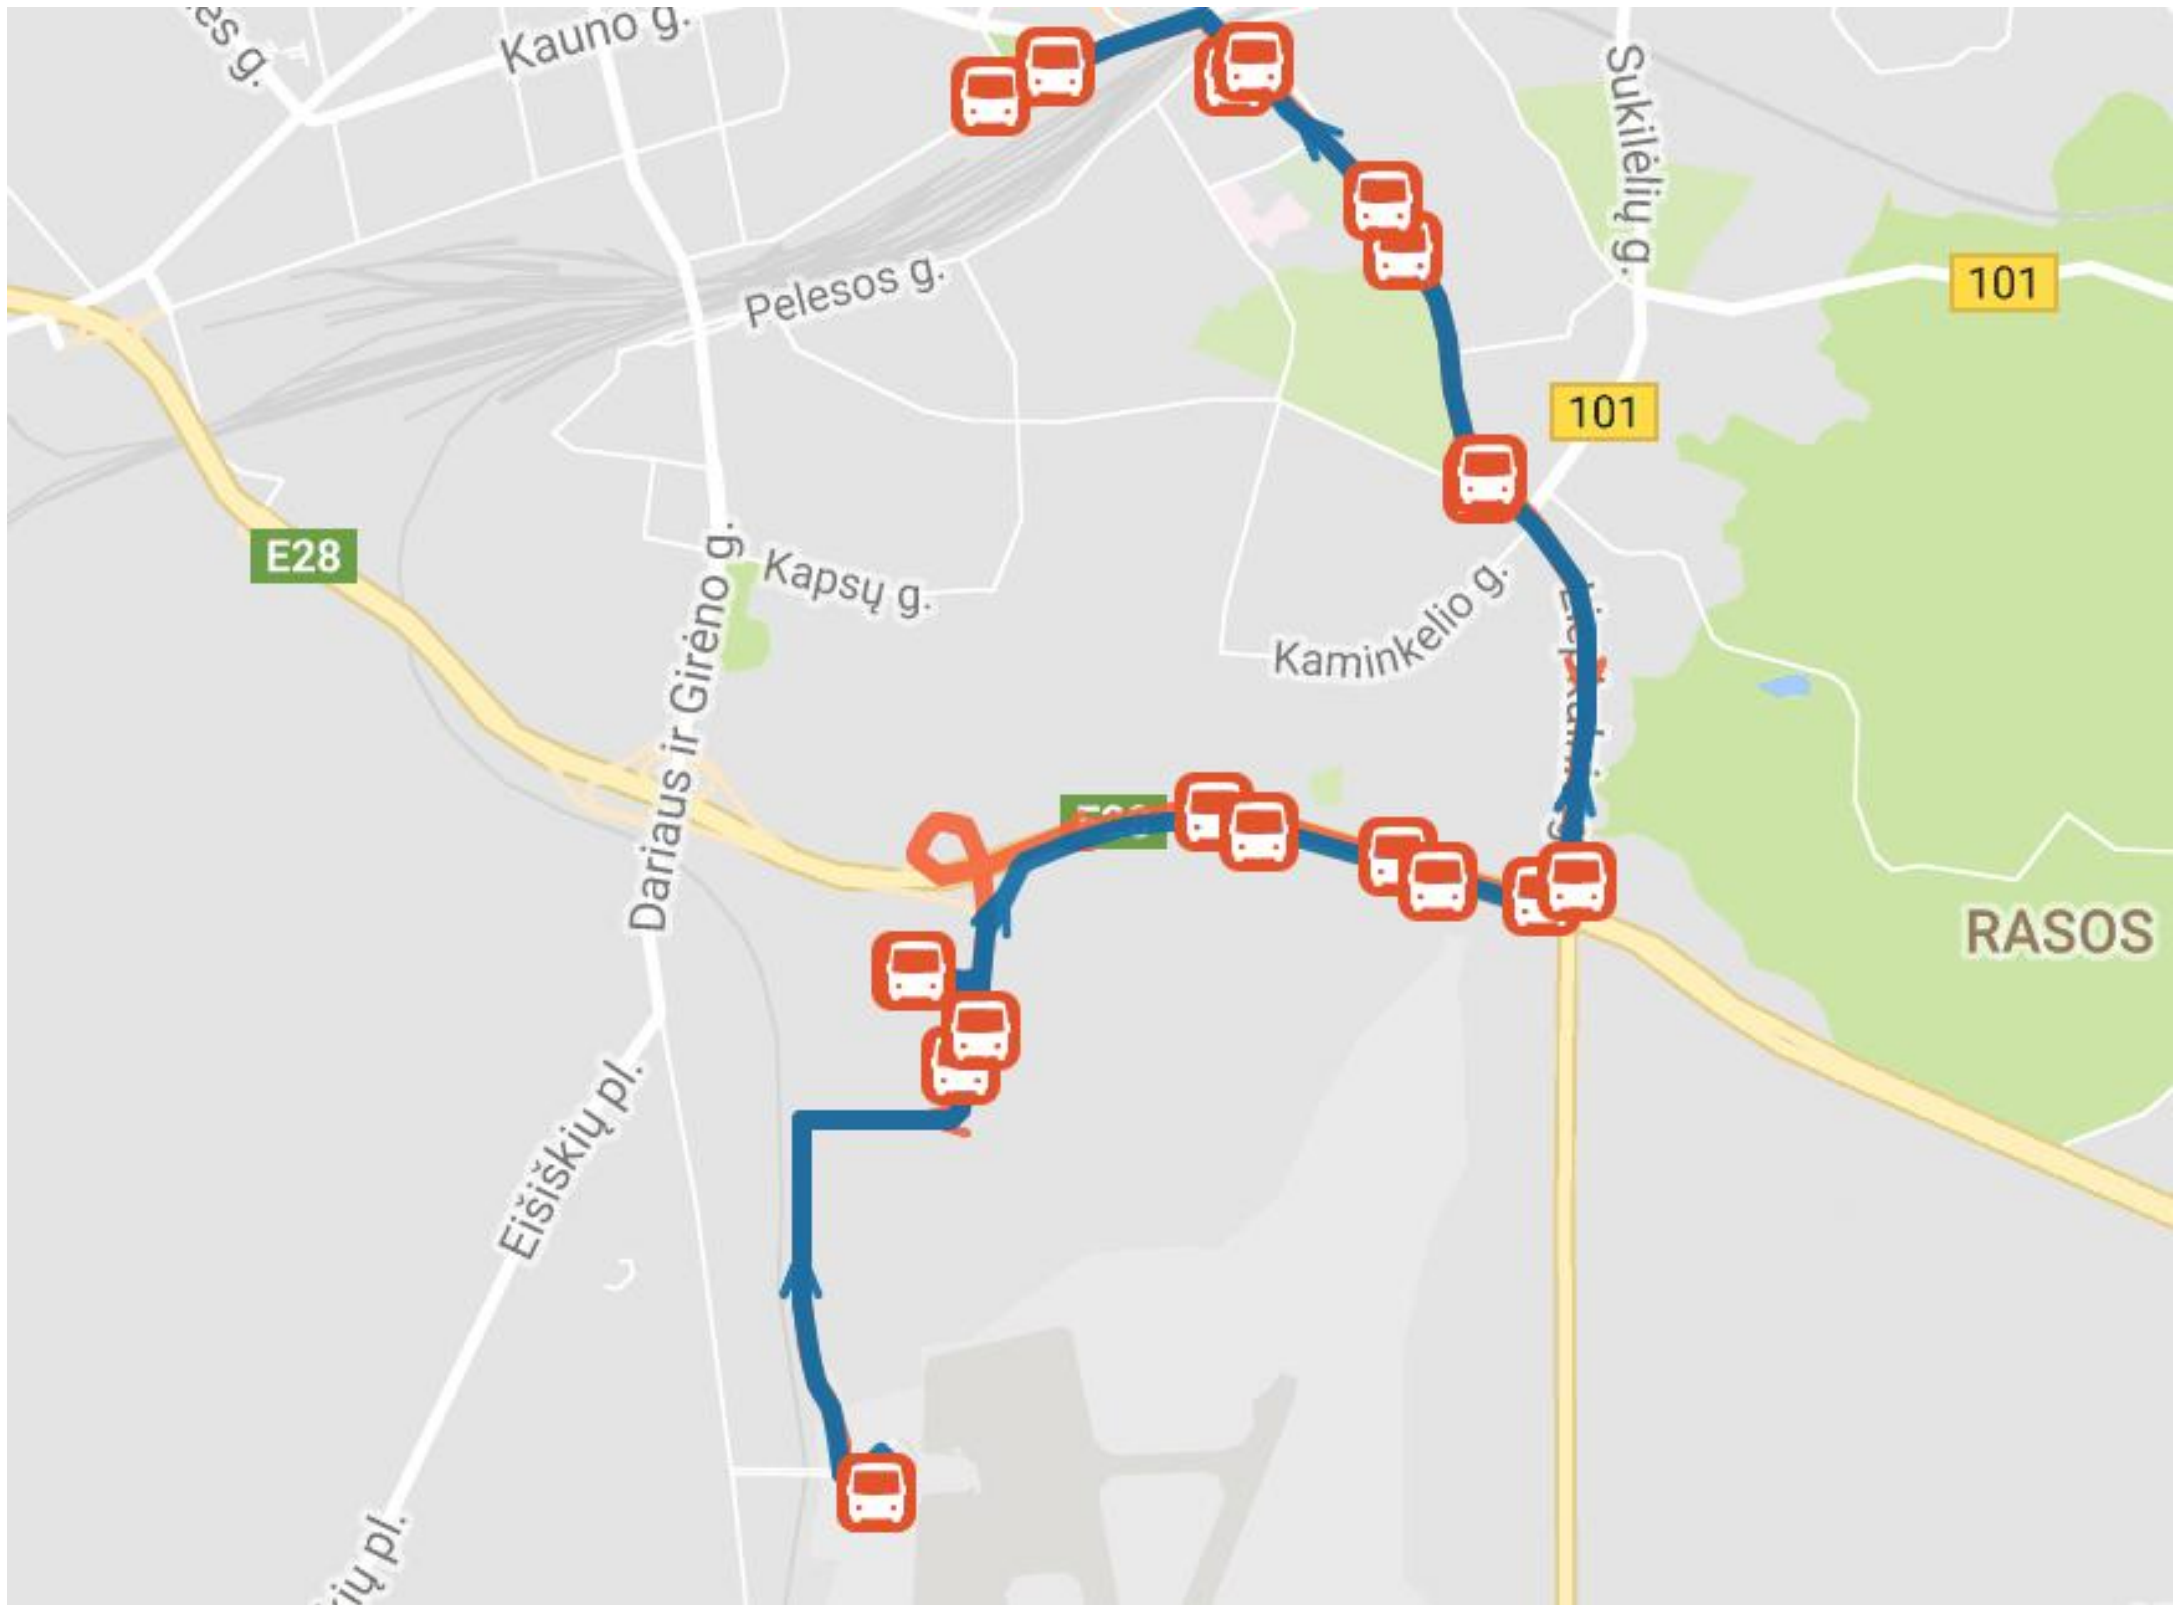 Kauno g.
Sukilėlių g.
101
Pelesos g.
101
E28
Kapsų g.
Kaminkelio g.
Dariaus ir Girėno g.
RASOS
Eišiškių pl.